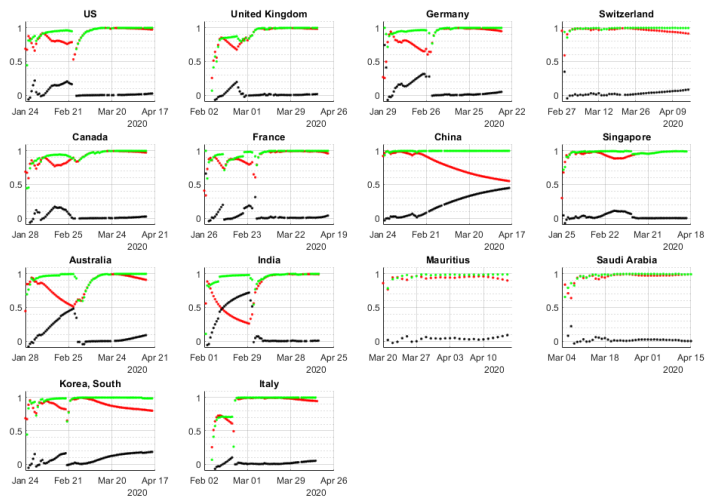 US
1
0.5
0
Jan 24 Feb 21 Mar 20 Apr 17
2020
United Kingdom
1
0.5
0
Feb 02 Mar 01 Mar 29 Apr 26
2020
Germany
1
0.5
0
Jan 29 Feb 26 Mar 25 Apr 22
2020
Switzerland
1
0.5
0
Feb 27 Mar 12 Mar 26 Apr 09
2020
Canada
1
0.5
0
Jan 28 Feb 25 Mar 24 Apr 21
2020
France
1
0.5
0
Jan 26 Feb 23 Mar 22 Apr 19
2020
China
1
0.5
0
Jan 24 Feb 21 Mar 20 Apr 17
2020
Singapore
1
0.5
0
Jan 25 Feb 22 Mar 21 Apr 18
2020
Australia
1
0.5
0
Jan 28 Feb 25 Mar 24 Apr 21
2020
India
1
0.5
0
Feb 01 Feb 29 Mar 28 Apr 25
2020
Mauritius
1
0.5
0
Mar 20 Mar 27 Apr 03 Apr 10
2020
Saudi Arabia
1
0.5
0
Mar 04 Mar 18 Apr 01 Apr 15
2020
Korea, South
1
0.5
0
Jan 24 Feb 21 Mar 20 Apr 17
2020
Italy
1
0.5
0
Feb 02 Mar 01 Mar 29 Apr 26
2020